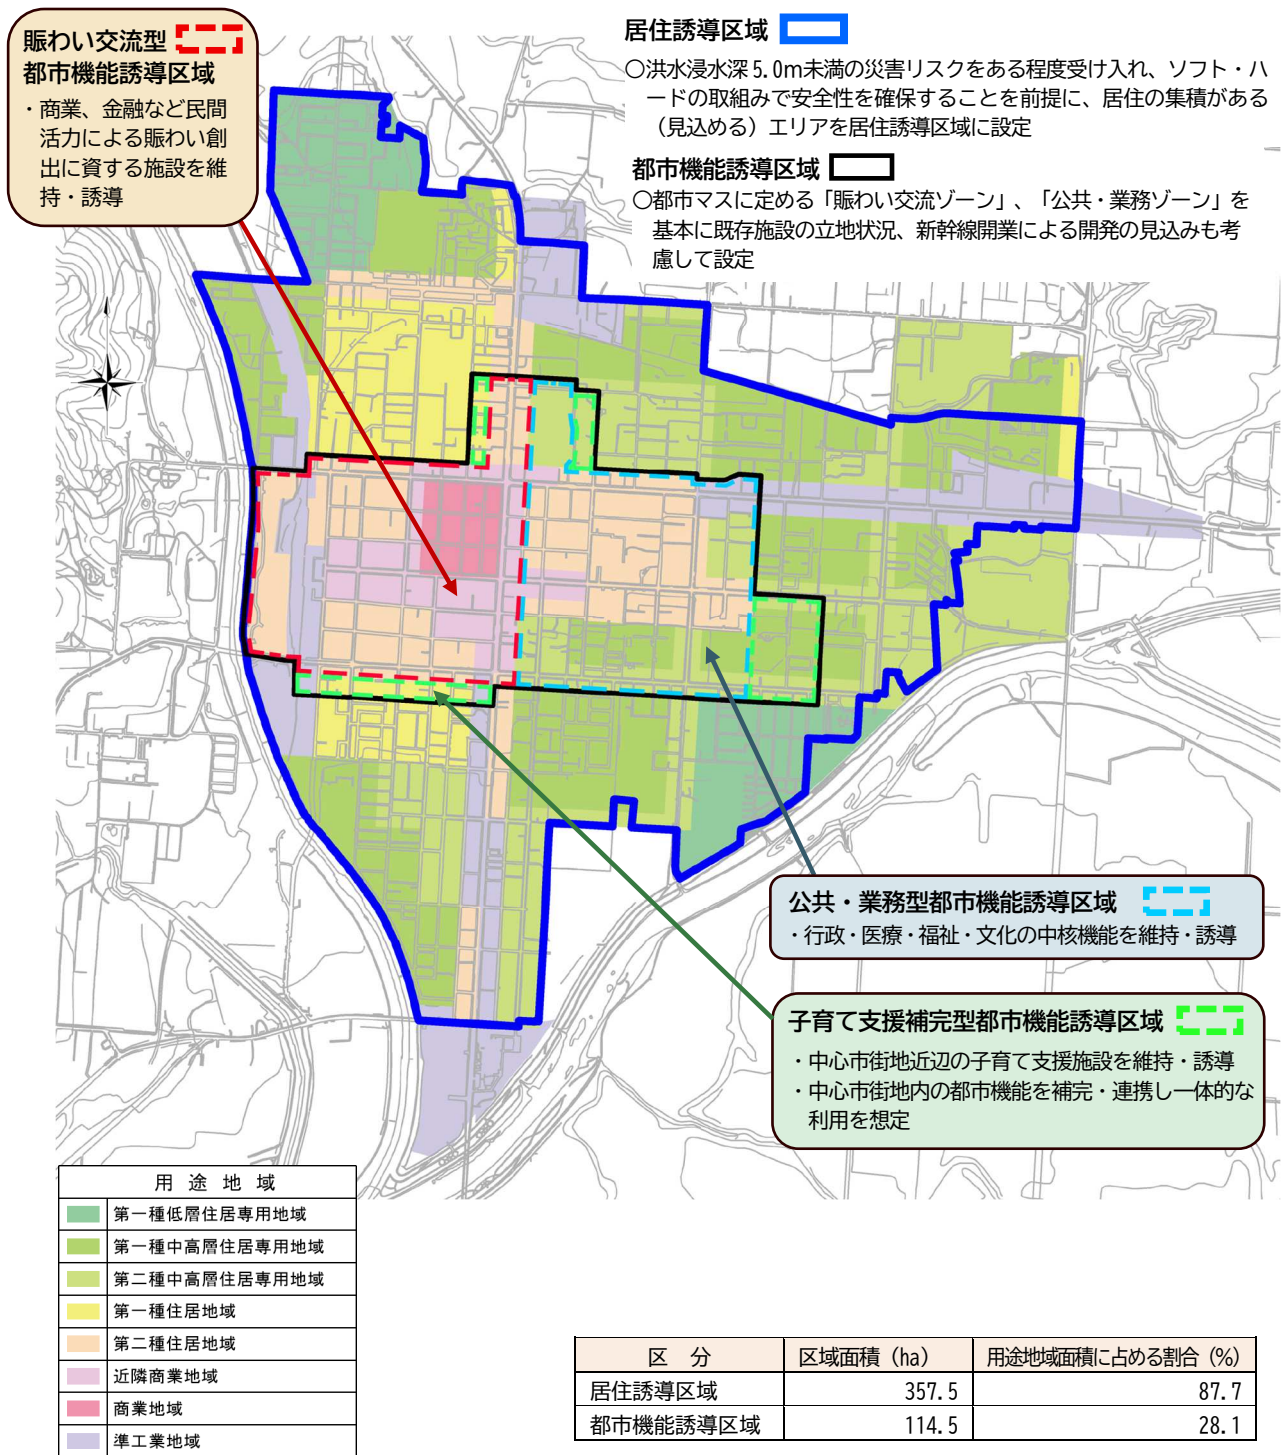 賑わい交流型
都市機能誘導区域
・商業、金融など民間
活力による賑わい創
出に資する施設を維
持・誘導
居住誘導区域
○洪水浸水深5.0m未満の災害リスクをある程度受け入れ、ソフト・ハ
ードの取組みで安全性を確保することを前提に、居住の集積がある
（見込める）エリアを居住誘導区域に設定
都市機能誘導区域
○都市マスに定める「賑わい交流ゾーン」、「公共・業務ゾーン」を
基本に既存施設の立地状況、新幹線開業による開発の見込みも考
慮して設定
公共・業務型都市機能誘導区域
・行政・医療・福祉・文化の中核機能を維持・誘導
子育て支援補完型都市機能誘導区域
・中心市街地近辺の子育て支援施設を維持・誘導
・中心市街地内の都市機能を補完・連携し一体的な
利用を想定
用途地域
第一種低層住居専用地域
第一種中高層住居専用地域
第二種中高層住居専用地域
第一種住居地域
第二種住居地域
近隣商業地域
商業地域
準工業地域
区 分 区域面積（ha） 用途地域面積に占める割合（%）
居住誘導区域 357.5 87.7
都市機能誘導区域 114.5 28.1